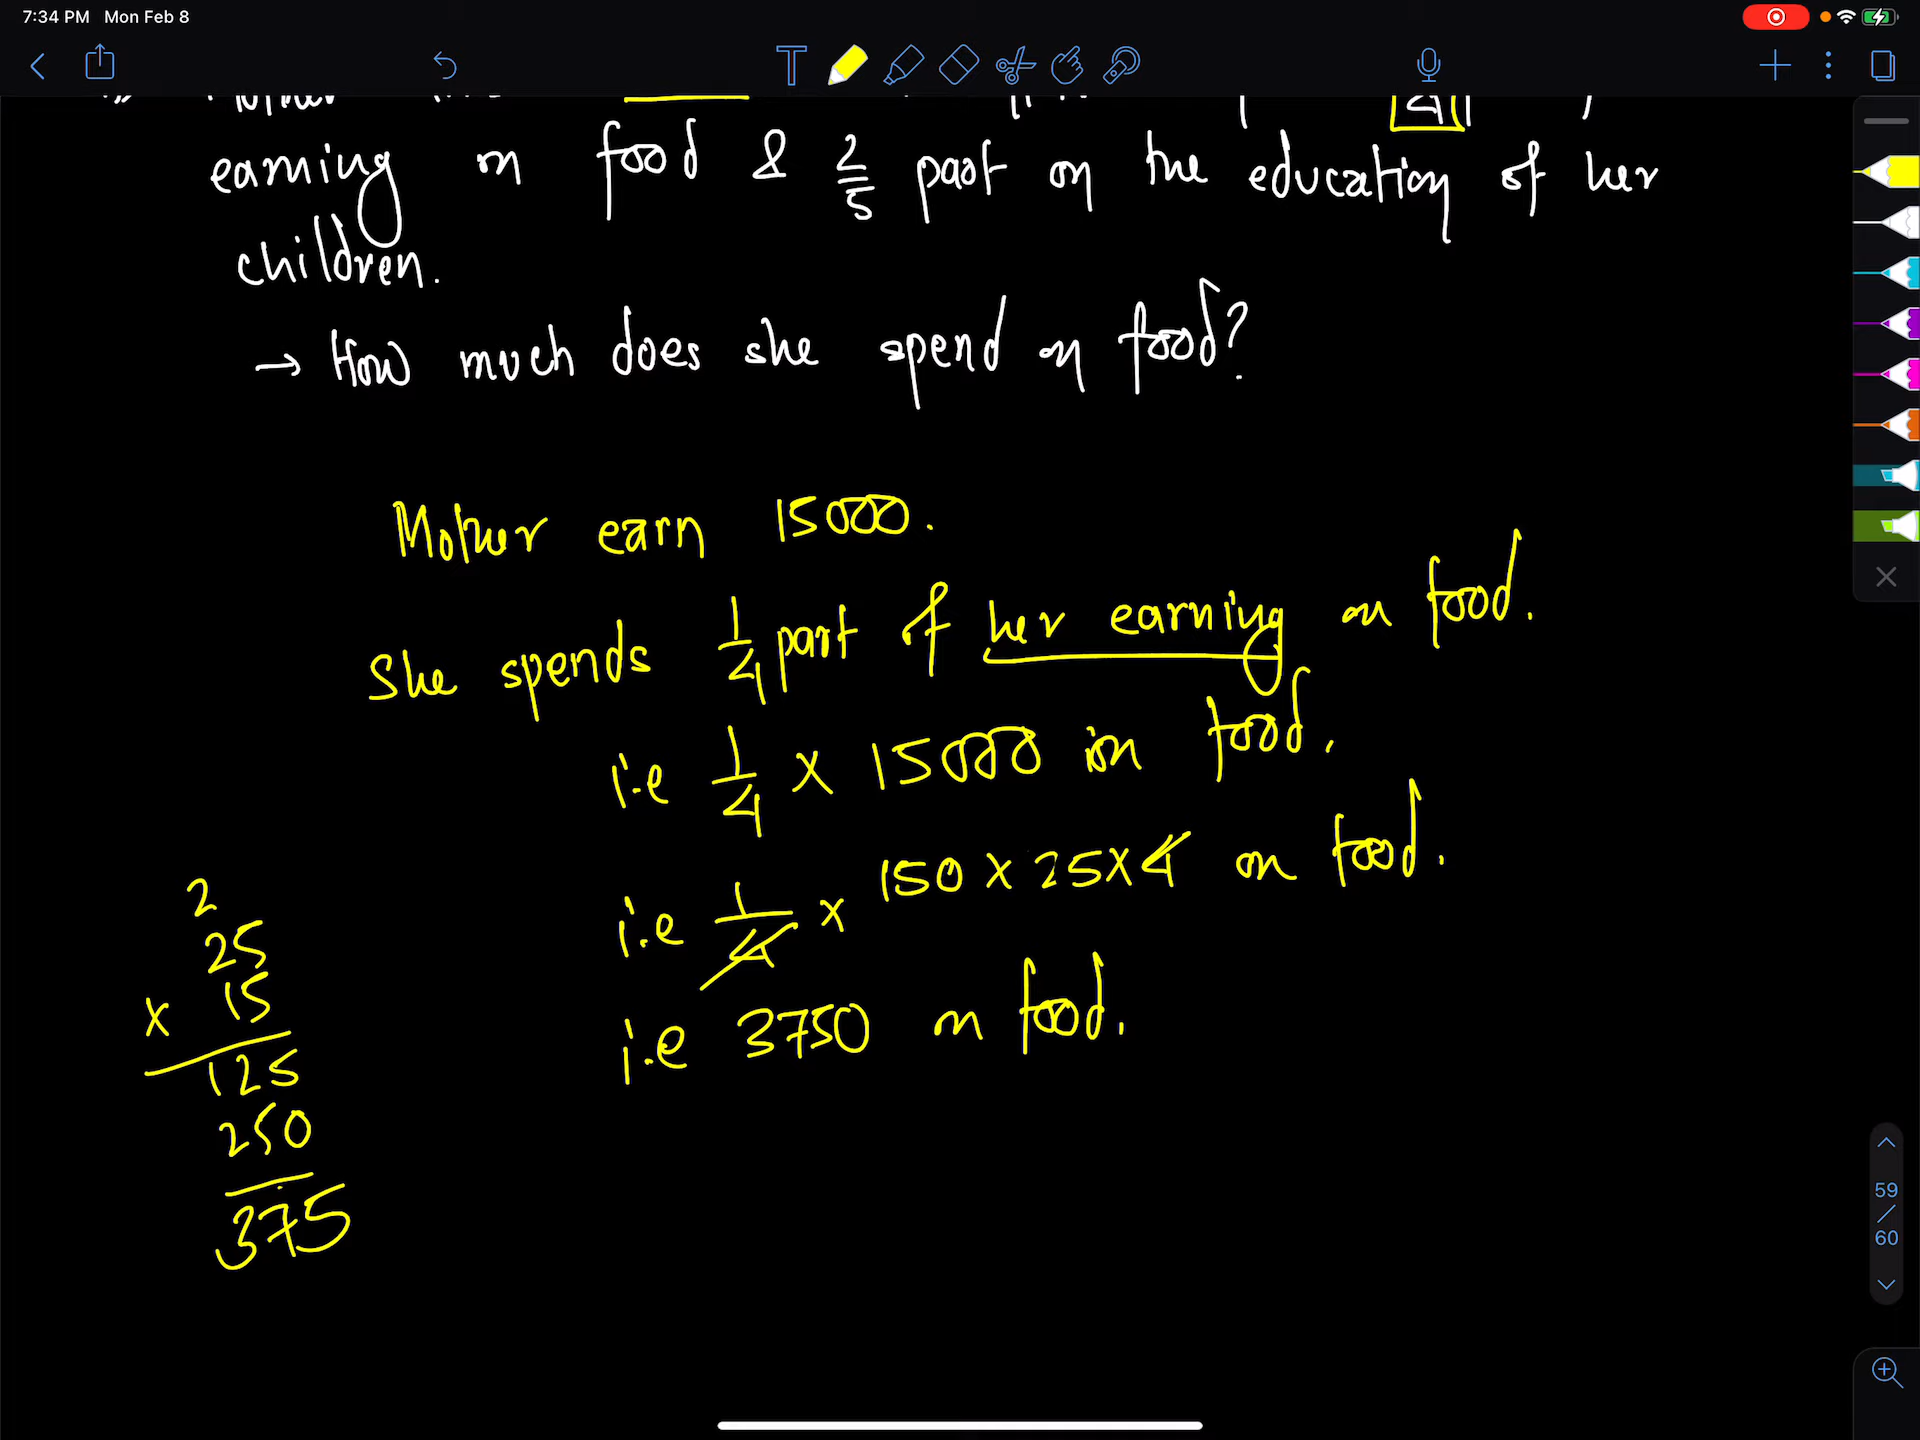 7:34 PM Mon Feb 8
earning on food & 2/5 part on the education of her
children.
→ How much does she spend on food?
Mother earn 15000.
She spends 1/4 part of her earning on food.
i.e 1/4 x 15000 on food.
i.e 1/4 x 150 x 25 x 4 on food.
i.e 3750 on food.
2
25
x 15
125
250
375
59
/
60